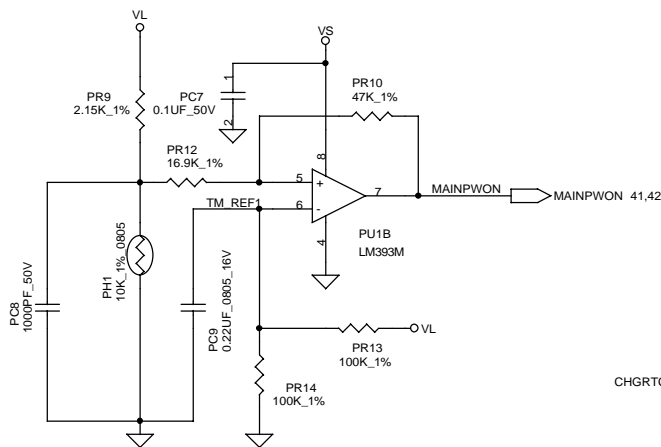 VL
VS
PR9
2.15K_1%
PC7
0.1UF_50V
1
2
PR10
47K_1%
PR12
16.9K_1%
8
5
+
6
-
7
4
TM_REF1
MAINPWON
MAINPWON 41,42
PU1B
LM393M
PC8
1000PF_50V
PH1
10K_1%_0805
PC9
0.22UF_0805_16V
PR13
100K_1%
VL
PR14
100K_1%